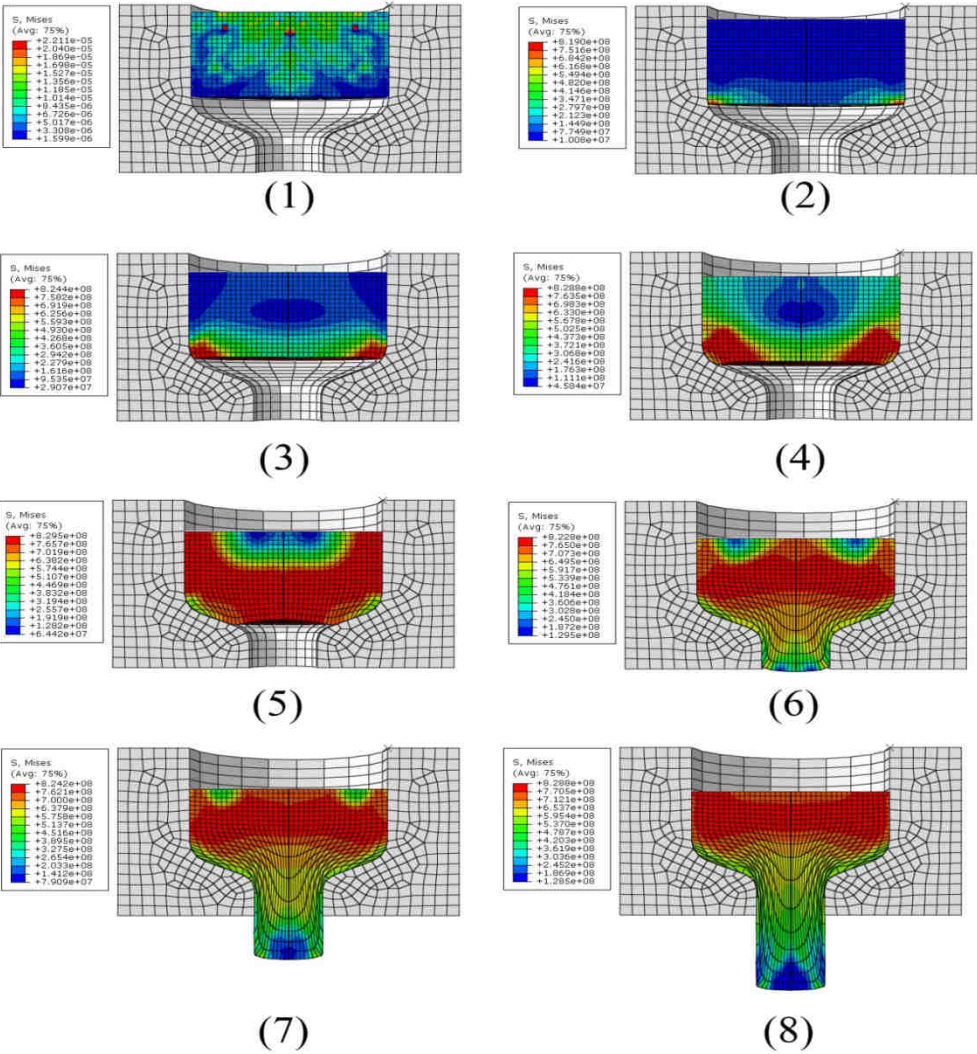 S, Mises
(Avg: 75%)
+2.211e-05
+2.040e-05
+1.869e-05
+1.698e-05
+1.527e-05
+1.356e-05
+1.185e-05
+1.014e-05
+8.435e-06
+6.726e-06
+5.017e-06
+3.308e-06
+1.599e-06
(1)
S, Mises
(Avg: 75%)
+8.190e+08
+7.516e+08
+6.842e+08
+6.168e+08
+5.494e+08
+4.820e+08
+4.146e+08
+3.471e+08
+2.797e+08
+2.123e+08
+1.449e+08
+7.749e+07
+1.008e+07
(2)
S, Mises
(Avg: 75%)
+8.244e+08
+7.582e+08
+6.919e+08
+6.256e+08
+5.593e+08
+4.930e+08
+4.268e+08
+3.605e+08
+2.942e+08
+2.279e+08
+1.616e+08
+9.535e+07
+2.907e+07
(3)
S, Mises
(Avg: 75%)
+8.288e+08
+7.635e+08
+6.983e+08
+6.330e+08
+5.678e+08
+5.025e+08
+4.373e+08
+3.721e+08
+3.068e+08
+2.416e+08
+1.763e+08
+1.111e+08
+4.584e+07
(4)
S, Mises
(Avg: 75%)
+8.295e+08
+7.657e+08
+7.019e+08
+6.382e+08
+5.744e+08
+5.107e+08
+4.469e+08
+3.832e+08
+3.194e+08
+2.557e+08
+1.919e+08
+1.282e+08
+6.442e+07
(5)
S, Mises
(Avg: 75%)
+8.228e+08
+7.650e+08
+7.073e+08
+6.495e+08
+5.917e+08
+5.339e+08
+4.761e+08
+4.184e+08
+3.606e+08
+3.028e+08
+2.450e+08
+1.872e+08
+1.295e+08
(6)
S, Mises
(Avg: 75%)
+8.242e+08
+7.621e+08
+7.000e+08
+6.379e+08
+5.758e+08
+5.137e+08
+4.516e+08
+3.895e+08
+3.275e+08
+2.654e+08
+2.033e+08
+1.412e+08
+7.909e+07
(7)
S, Mises
(Avg: 75%)
+8.288e+08
+7.705e+08
+7.121e+08
+6.537e+08
+5.954e+08
+5.370e+08
+4.787e+08
+4.203e+08
+3.619e+08
+3.036e+08
+2.452e+08
+1.869e+08
+1.285e+08
(8)